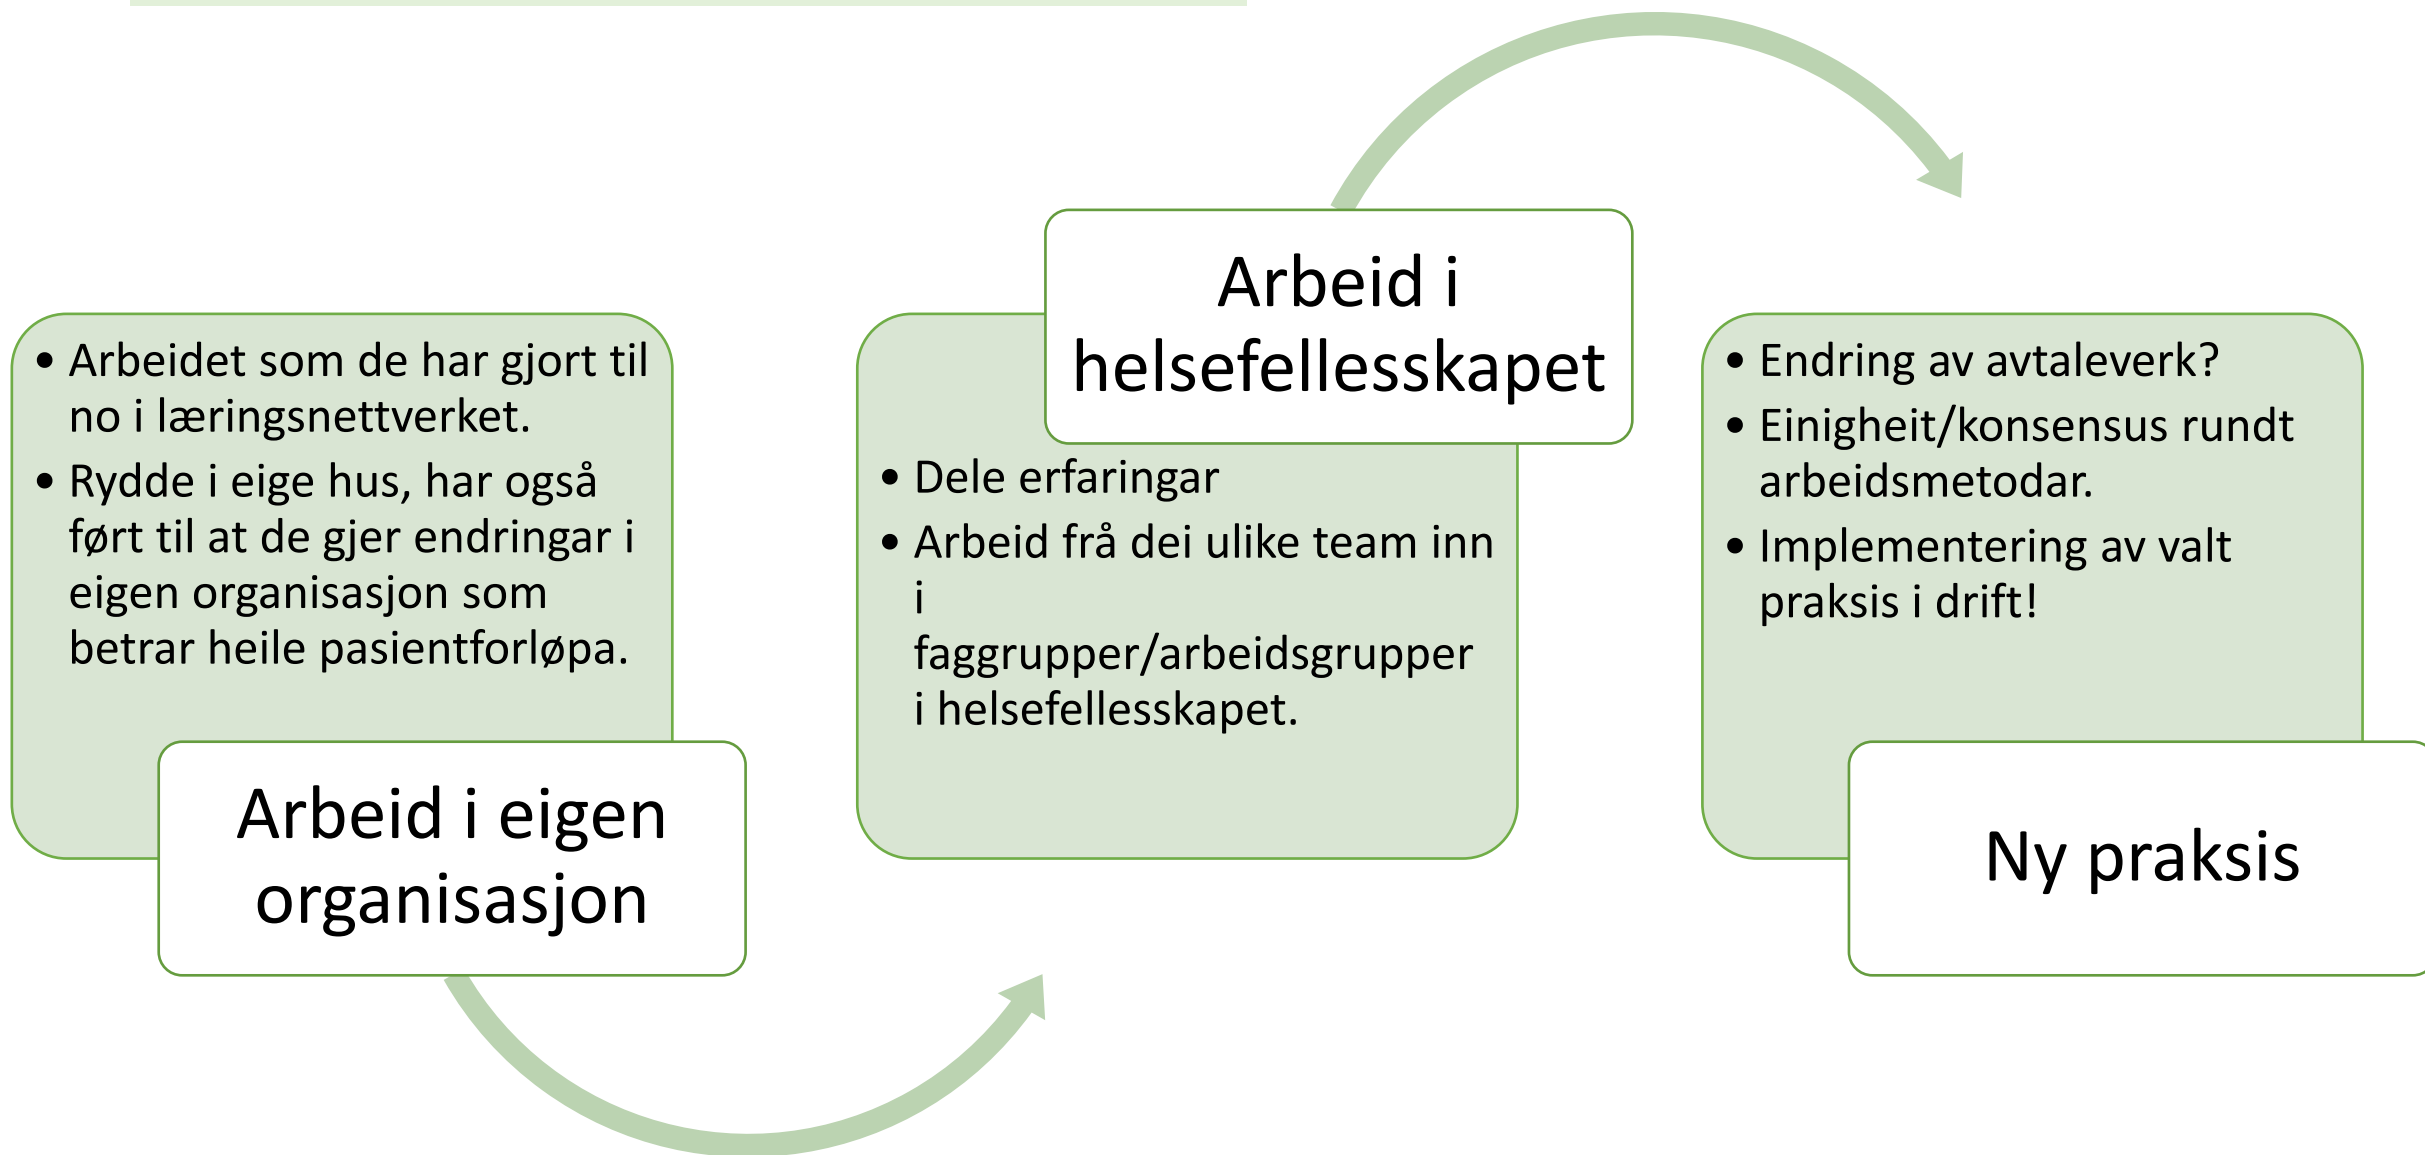 • Arbeidet som de har gjort til
no i læringsnettverket.
• Rydde i eige hus, har også
ført til at de gjer endringar i
eigen organisasjon som
betrar heile pasientforløpa.
Arbeid i eigen
organisasjon
Arbeid i
helsefellesskapet
• Dele erfaringar
• Arbeid frå dei ulike team inn
i
faggrupper/arbeidsgrupper
i helsefellesskapet.
• Endring av avtaleverk?
• Einigheit/konsensus rundt
arbeidsmetodar.
• Implementering av valt
praksis i drift!
Ny praksis